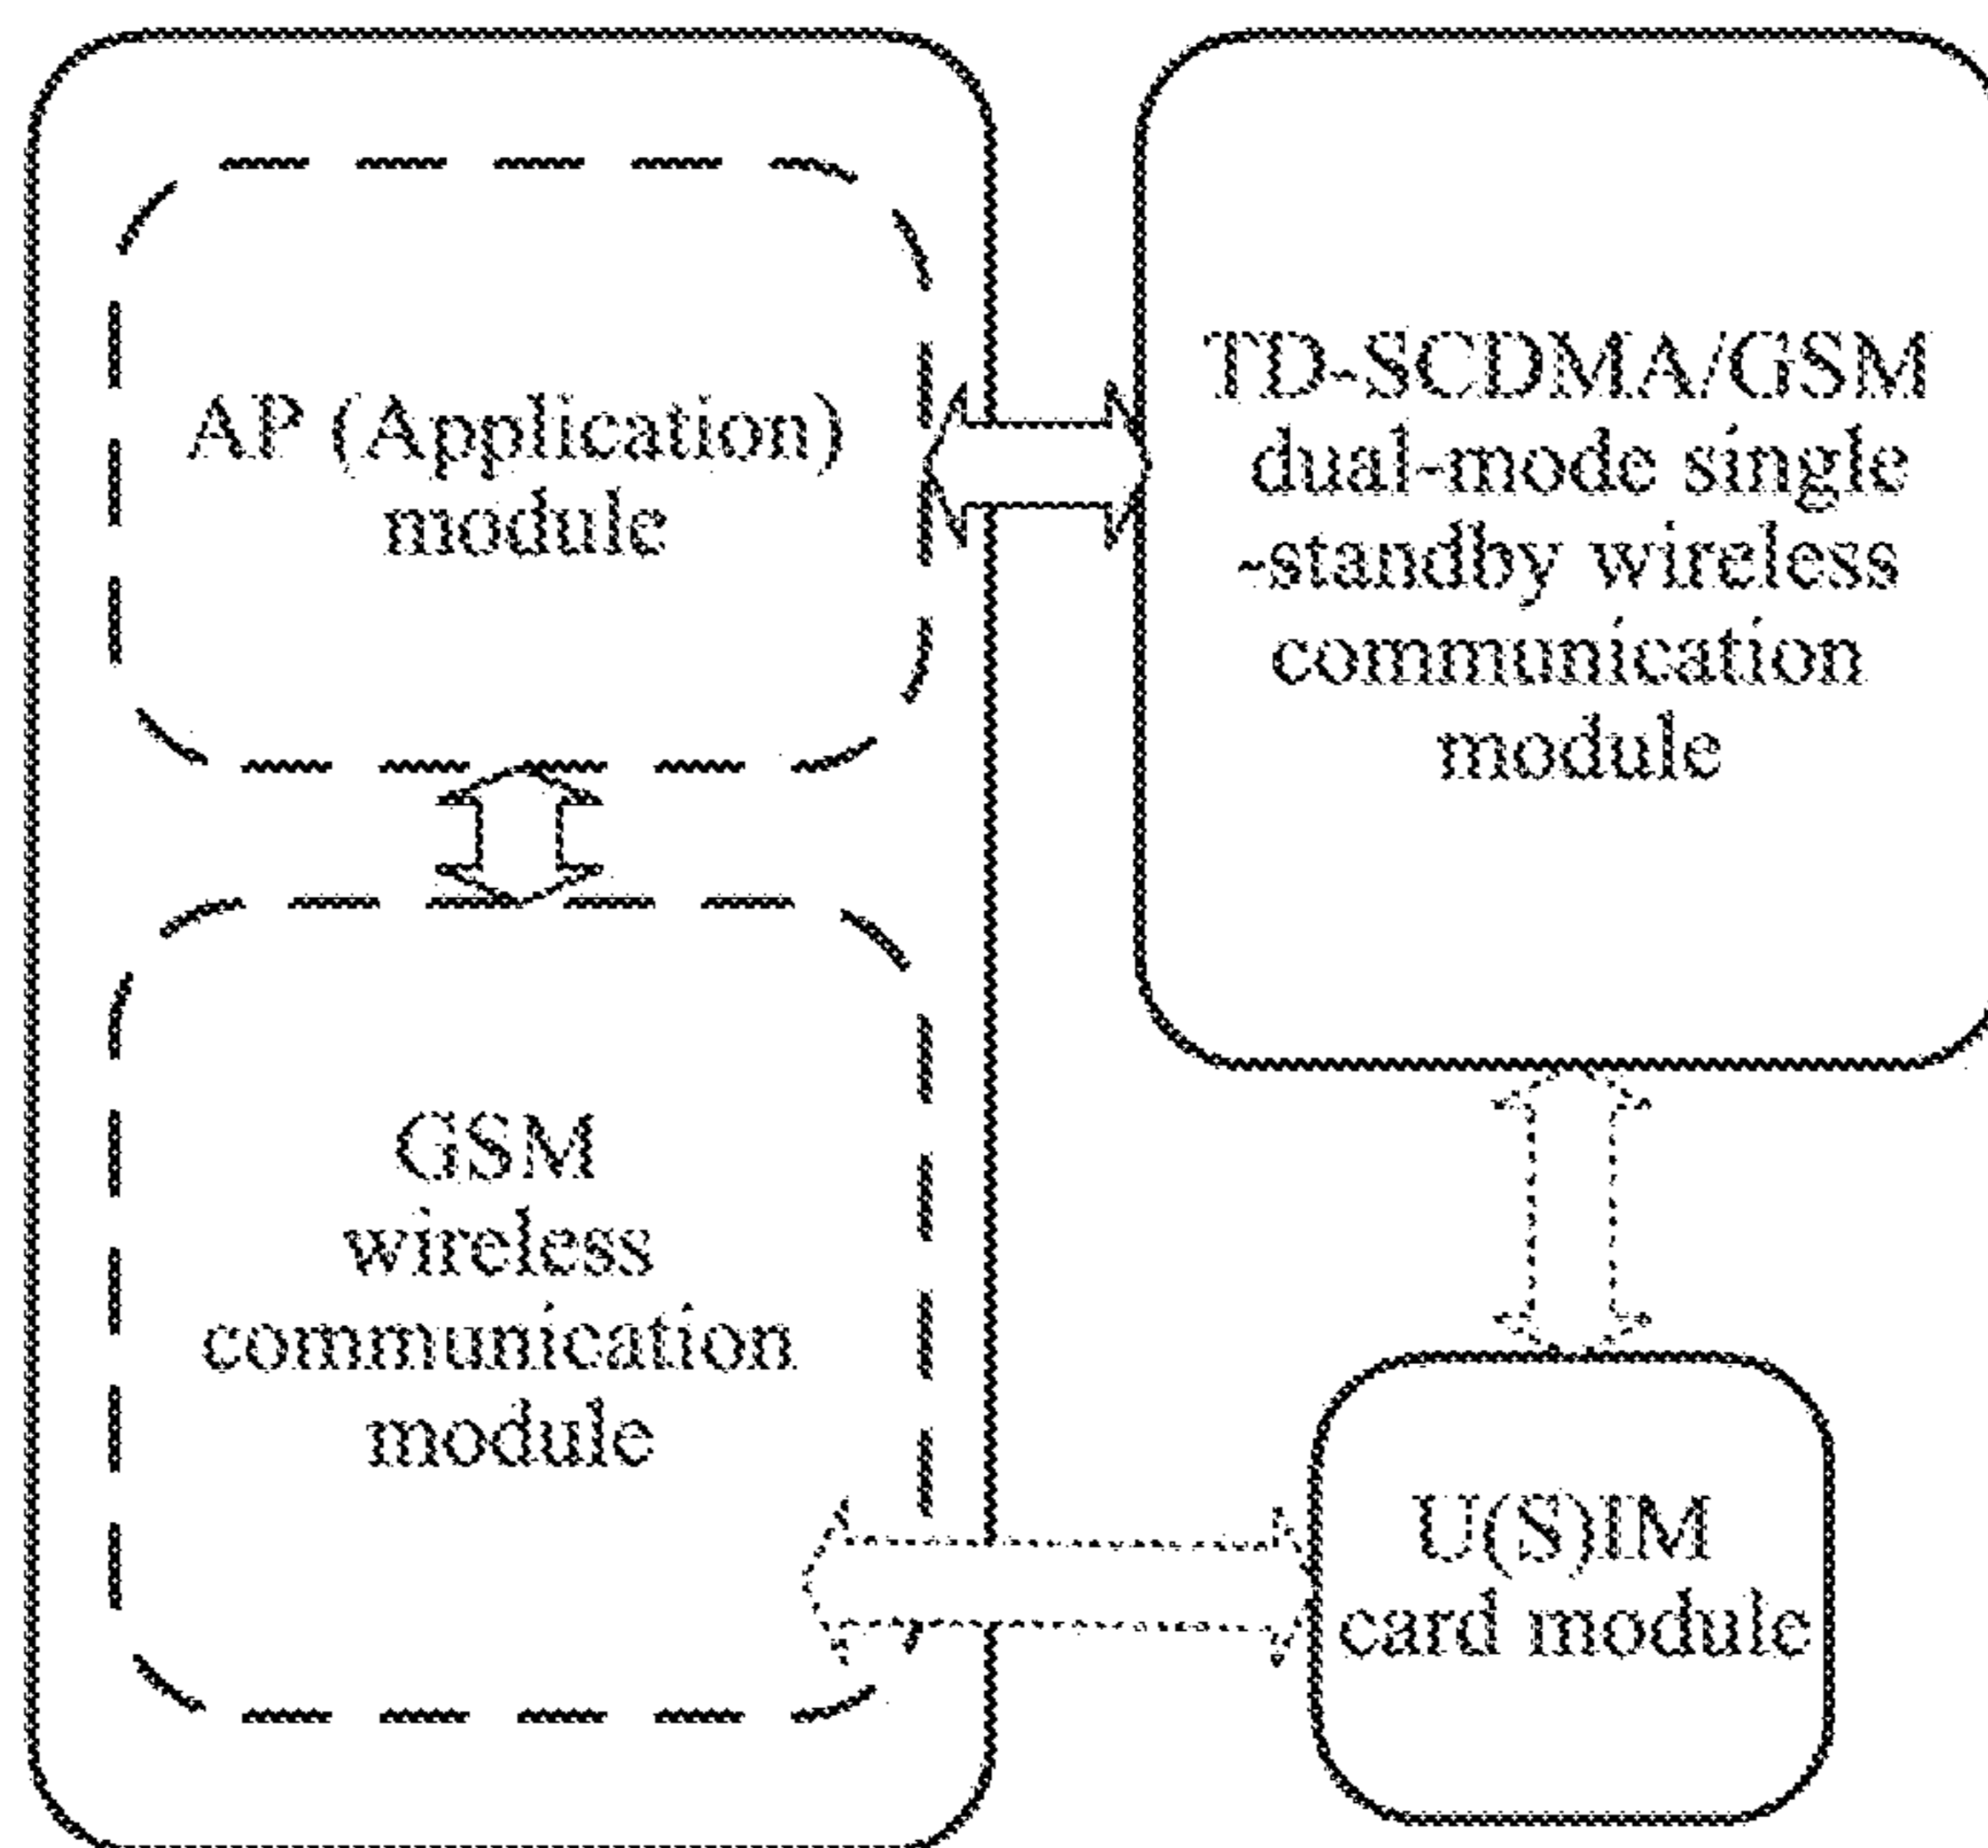 AP (Application)
module
TD-SCDMA/GSM
dual-mode single
-standby wireless
communication
module
GSM
wireless
communication
module
U(S)IM
card module